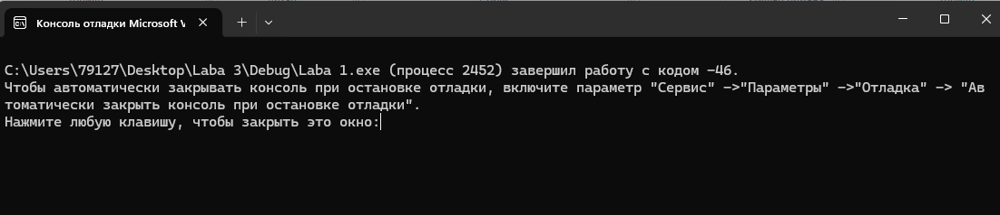 Консоль отладки Microsoft V
C:\Users\79127\Desktop\Laba 3\Debug\Laba 1.exe (процесс 2452) завершил работу с кодом -46.
Чтобы автоматически закрывать консоль при остановке отладки, включите параметр "Сервис" ->"Параметры" ->"Отладка" -> "Ав
томатически закрыть консоль при остановке отладки".
Нажмите любую клавишу, чтобы закрыть это окно: